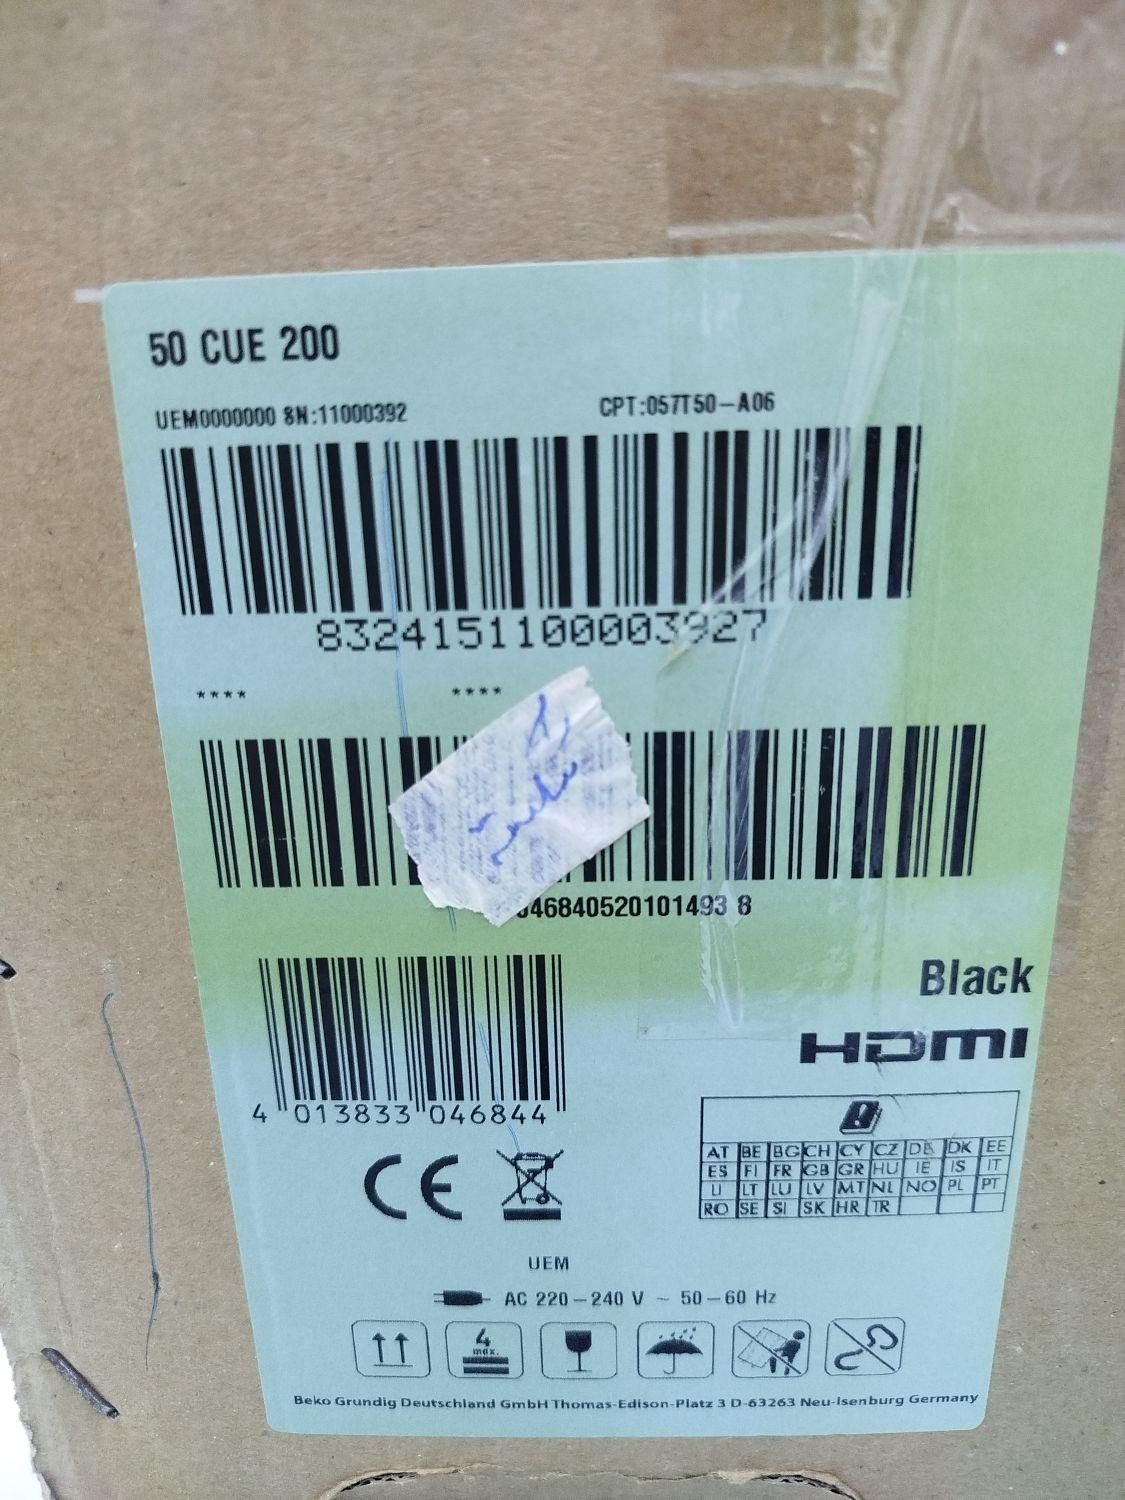 50 CUE 200
UEM0000000 SN:11000392 CPT:057T50-A06
8324151100003927
**** ****
46840520101493 8
Black
HDMI
4 013833 046844
AT BE BG CH CY CZ DE DK EE
ES FI FR GB GR HU IE IS IT
LI LT LU LV MT NL NO PL PT
RO SE SI SK HR TR
CE
UEM
AC 220-240 V ~ 50-60 Hz
4
max.
Beko Grundig Deutschland GmbH Thomas-Edison-Platz 3 D-63263 Neu-Isenburg Germany